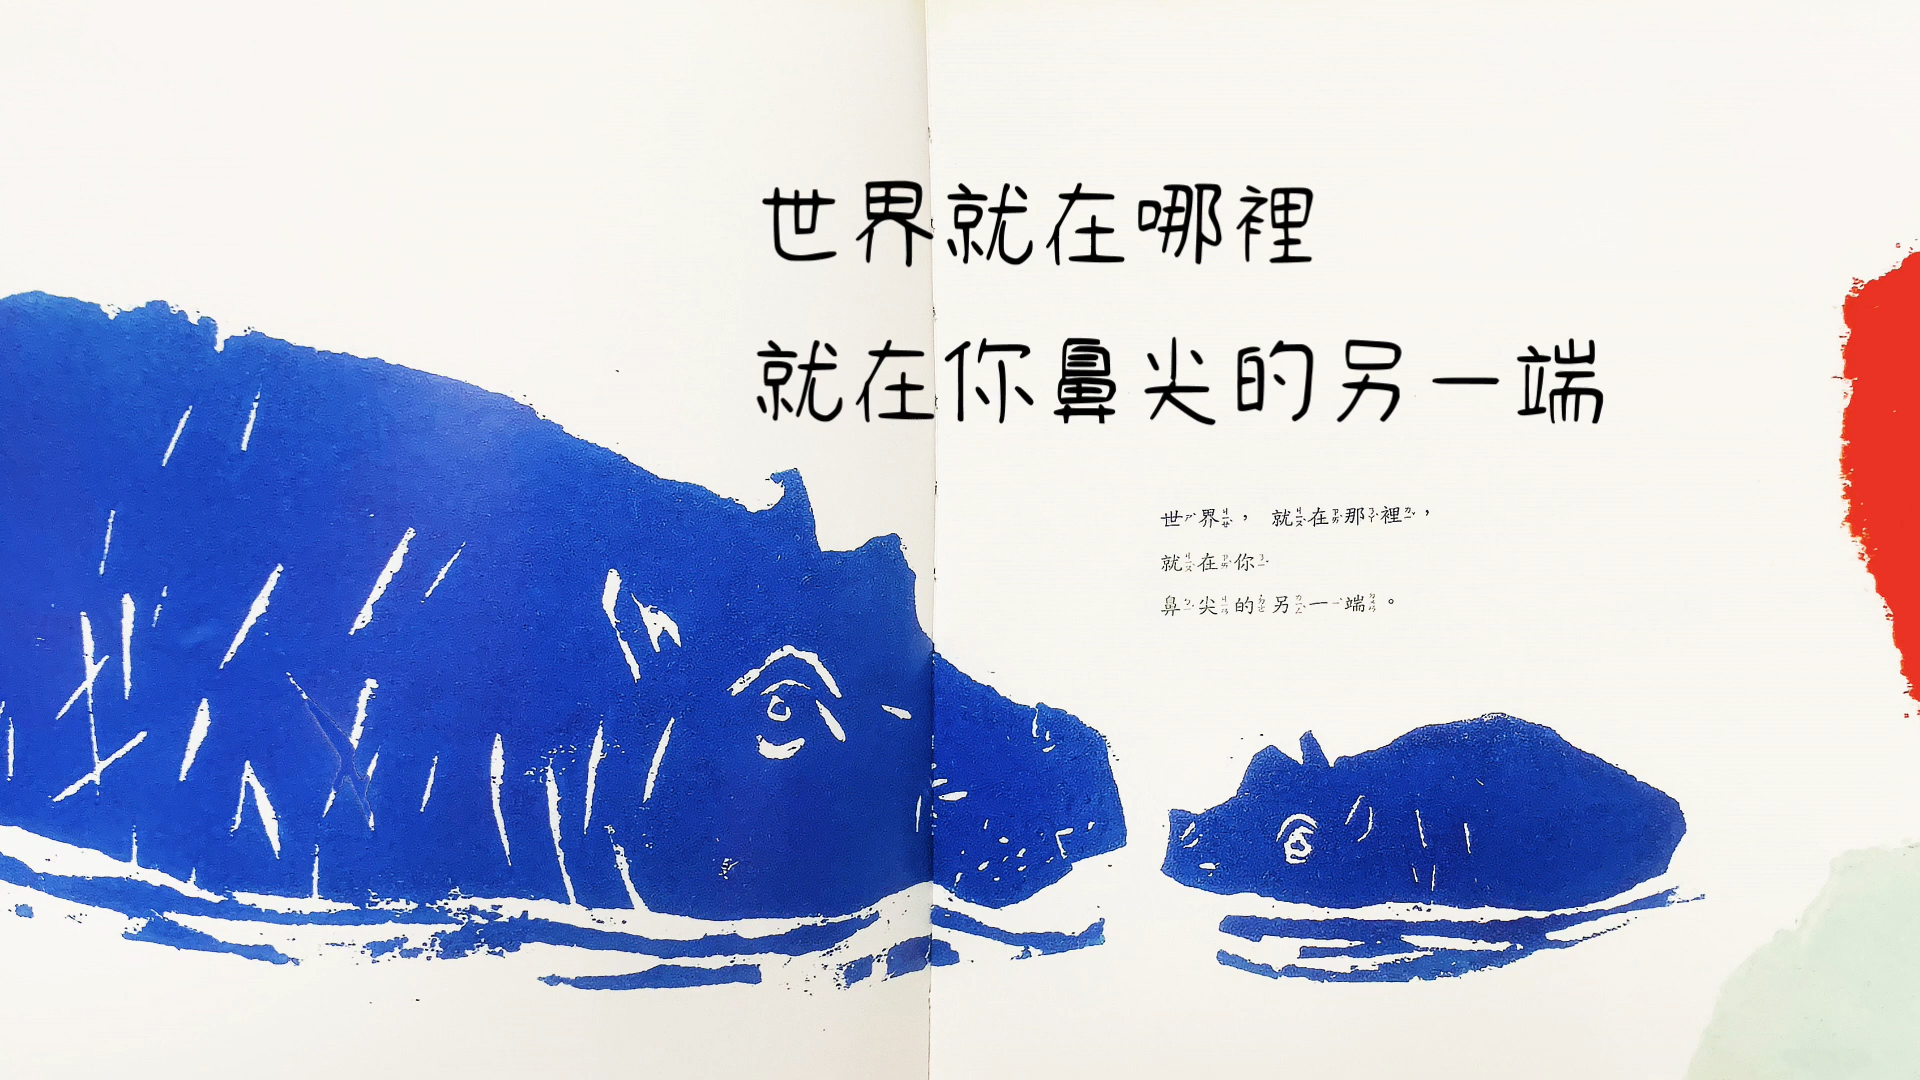 世界就在哪裡
就在你鼻尖的另一端
世界， 就在那裡，
就在你
鼻尖的另一端。